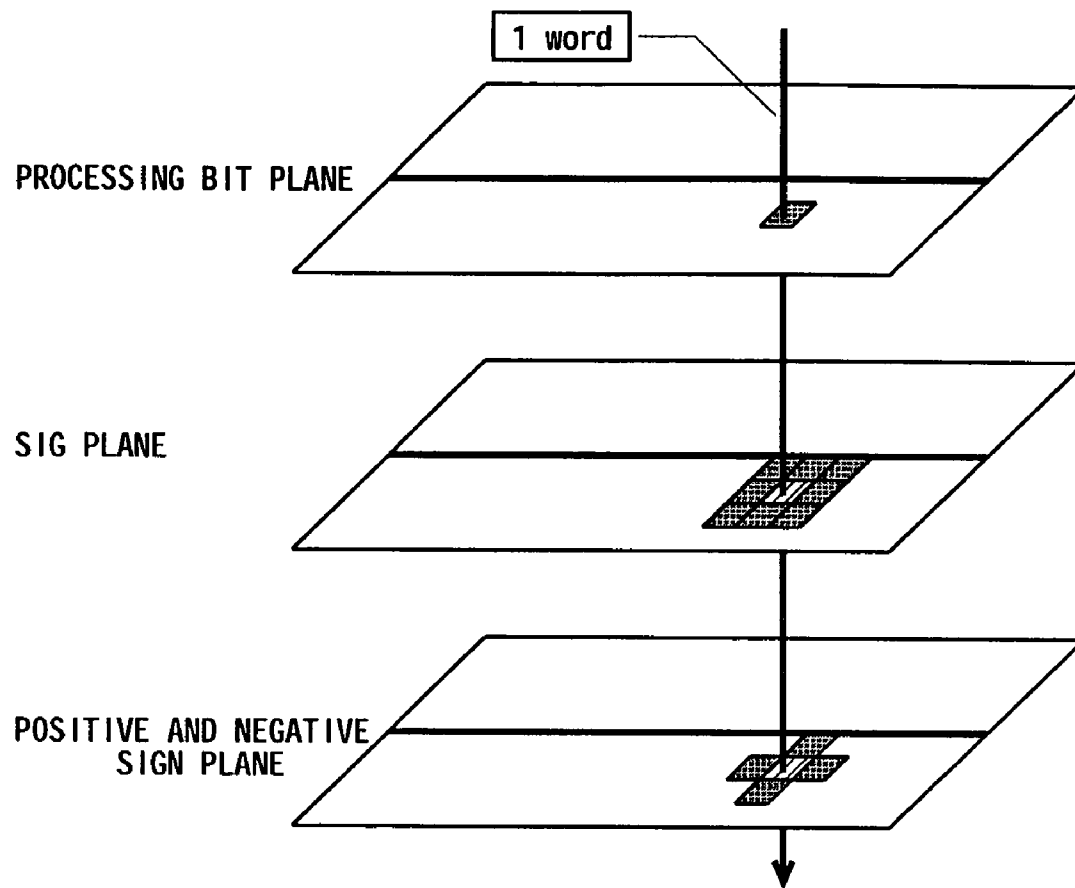 1 word
PROCESSING BIT PLANE
SIG PLANE
POSITIVE AND NEGATIVE
SIGN PLANE